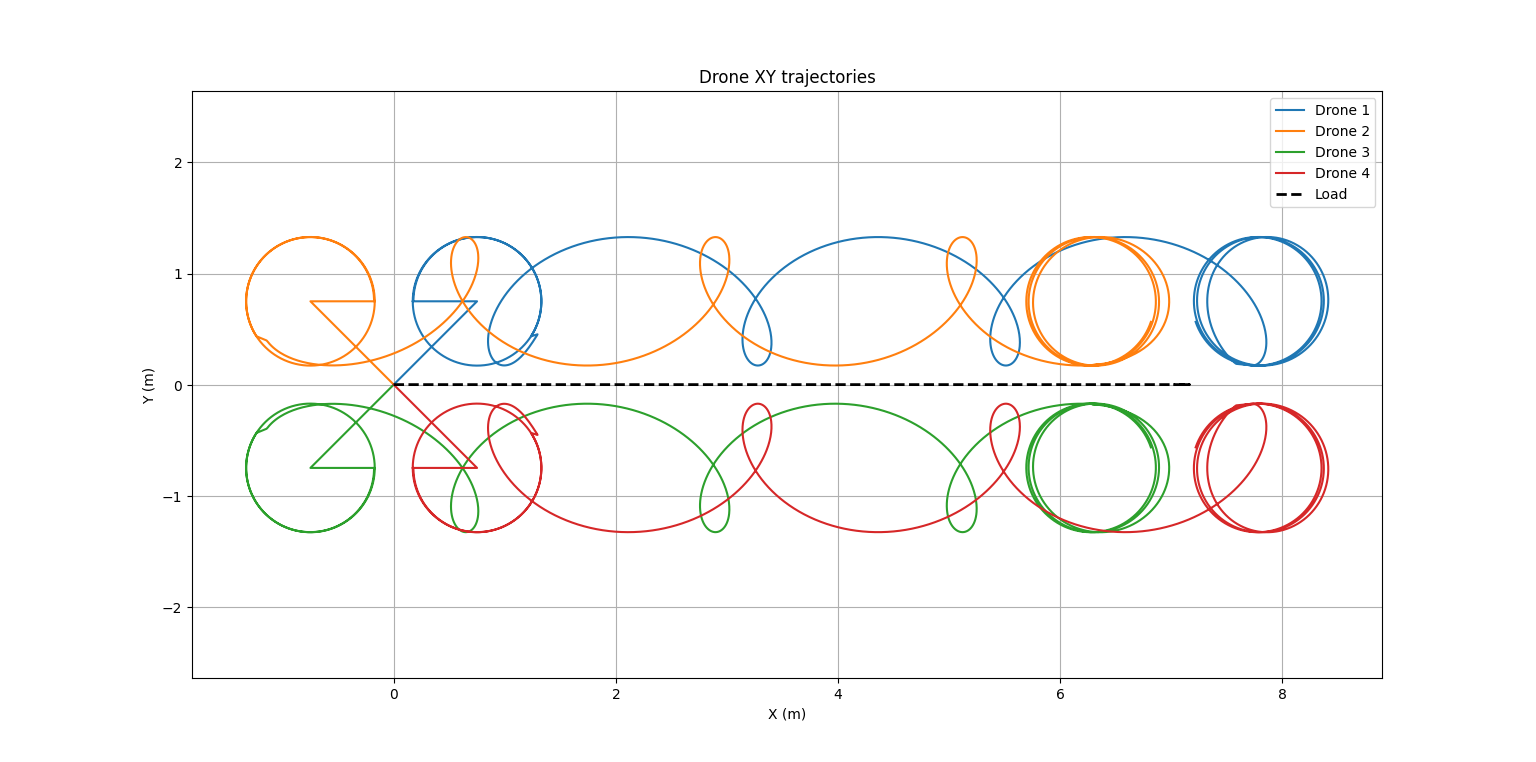 Drone XY trajectories
Drone 1
Drone 2
Drone 3
Drone 4
Load
Y (m)
2
1
0
−1
−2
0 2 4 6 8
X (m)